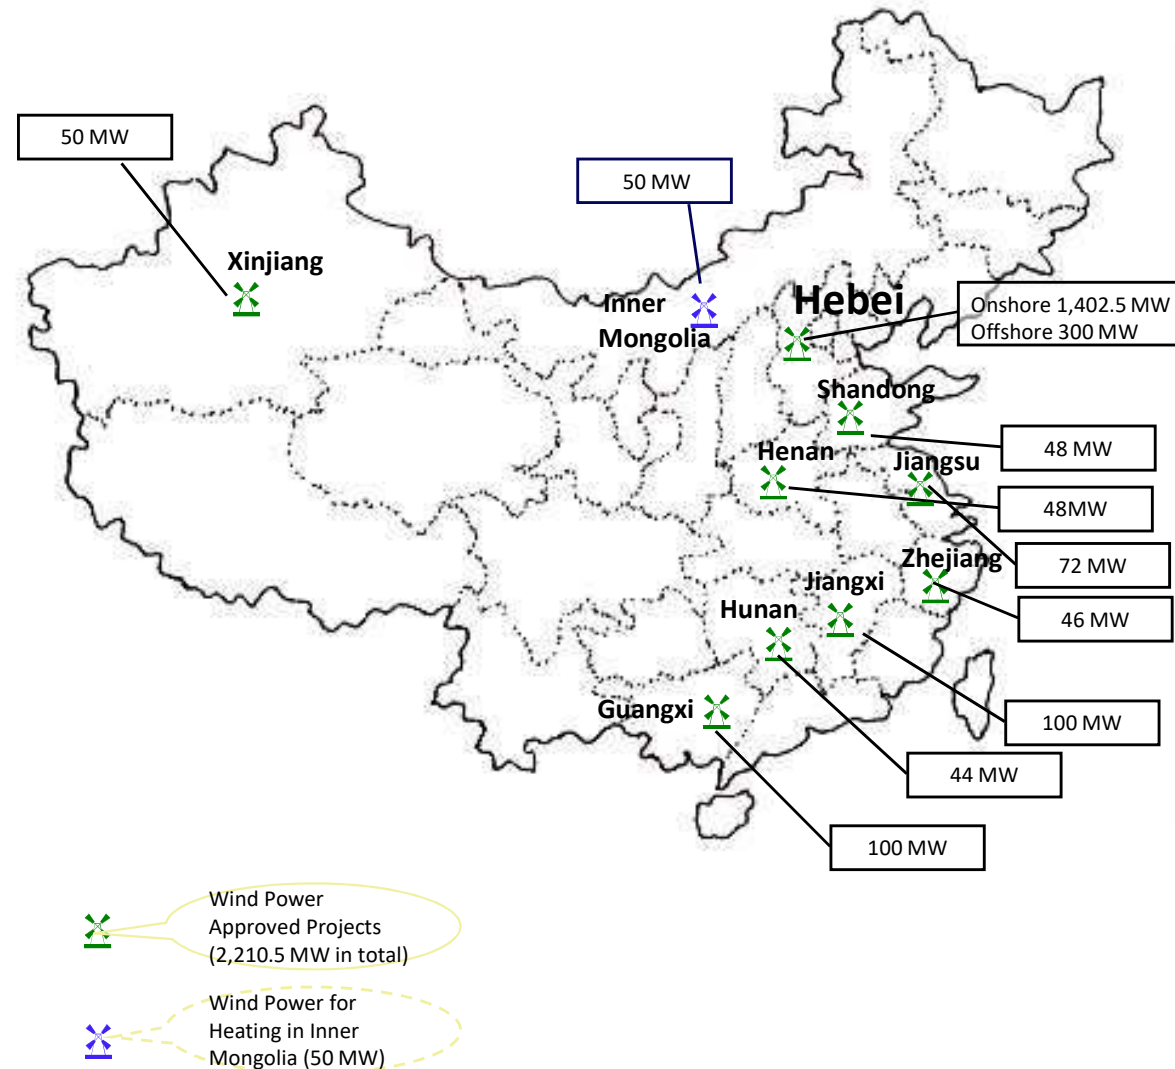 50 MW
50 MW
Xinjiang
Inner
Mongolia
Hebei
Onshore 1,402.5 MW
Offshore 300 MW
Shandong
48 MW
Henan
Jiangsu
48MW
72 MW
Zhejiang
Jiangxi
46 MW
Hunan
100 MW
Guangxi
44 MW
100 MW
Wind Power
Approved Projects
(2,210.5 MW in total)
Wind Power for
Heating in Inner
Mongolia (50 MW)